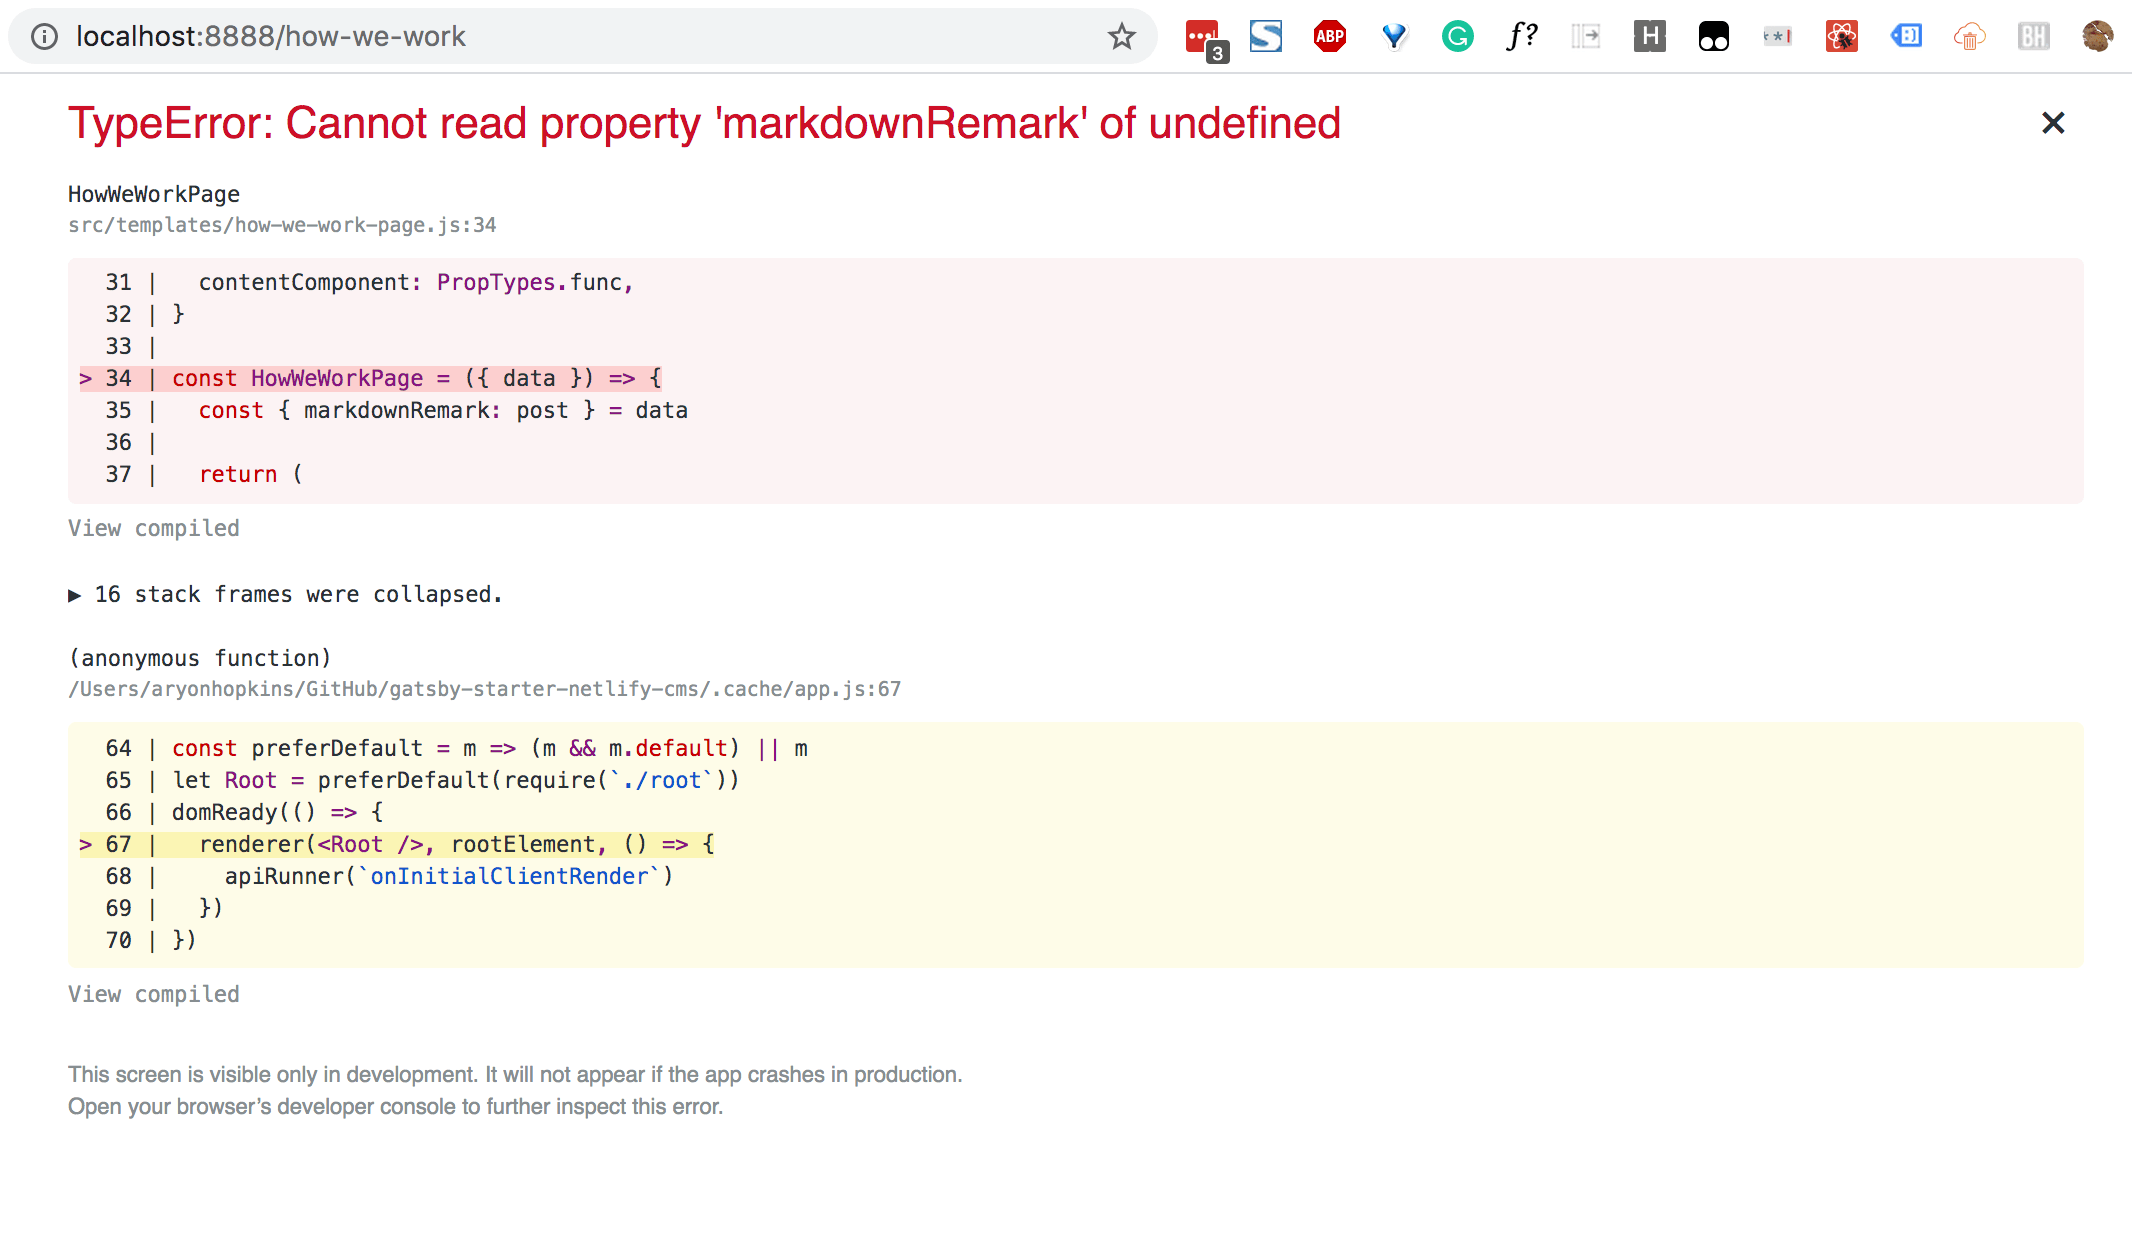 localhost:8888/how-we-work
3
ABP
f?
H
**|
BH
TypeError: Cannot read property 'markdownRemark' of undefined
HowWeWorkPage
src/templates/how-we-work-page.js:34
31 |   contentComponent: PropTypes.func,
32 | }
33 |
> 34 | const HowWeWorkPage = ({ data }) => {
35 |   const { markdownRemark: post } = data
36 |
37 |   return (
View compiled
▶ 16 stack frames were collapsed.
(anonymous function)
/Users/aryonhopkins/GitHub/gatsby-starter-netlify-cms/.cache/app.js:67
64 | const preferDefault = m => (m && m.default) || m
65 | let Root = preferDefault(require(`./root`))
66 | domReady(() => {
> 67 |   renderer(<Root />, rootElement, () => {
68 |     apiRunner(`onInitialClientRender`)
69 |   })
70 | })
View compiled
This screen is visible only in development. It will not appear if the app crashes in production.
Open your browser’s developer console to further inspect this error.